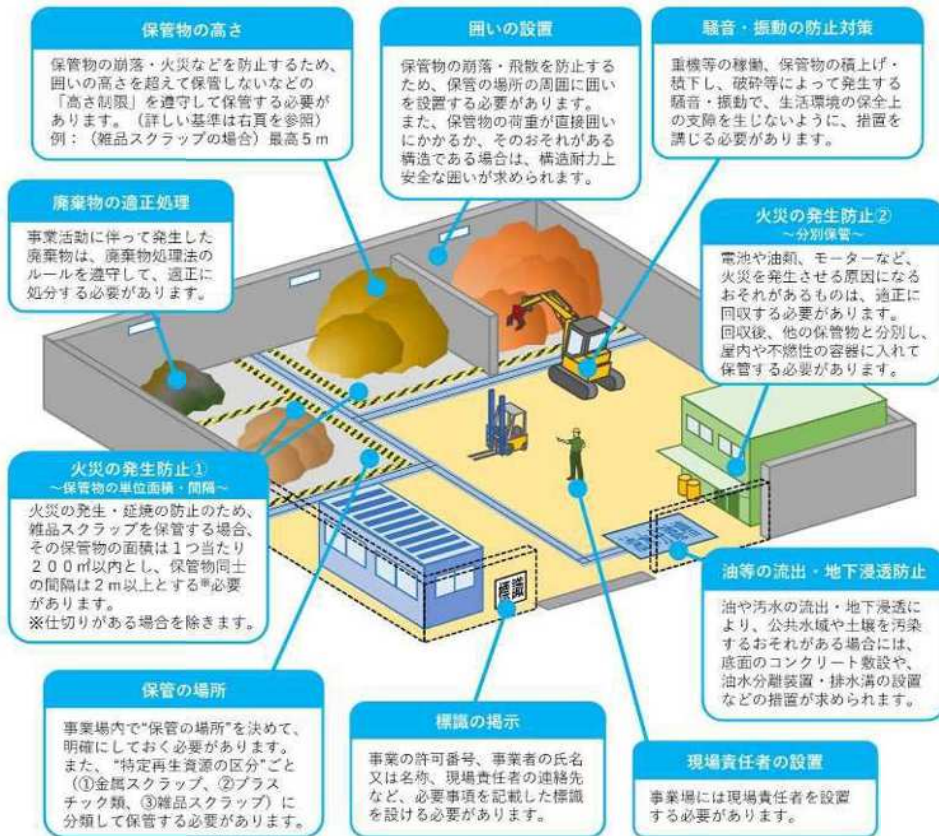 保管物の高さ
保管物の崩落・火災などを防止するため、
囲いの高さを超えて保管しないなどの
「高さ制限」を遵守して保管する必要が
あります。（詳しい基準は右頁を参照）
例：（雑品スクラップの場合）最高５ｍ
囲いの設置
保管物の崩落・飛散を防止する
ため、保管の場所の周囲に囲い
を設置する必要があります。
また、保管物の荷重が直接囲い
にかかるか、そのおそれがある
構造である場合は、構造耐力上
安全な囲いが求められます。
騒音・振動の防止対策
重機等の稼働、保管物の積上げ・
積下し、破砕等によって発生する
騒音・振動で、生活環境の保全上
の支障を生じないように、措置を
講じる必要があります。
廃棄物の適正処理
事業活動に伴って発生した
廃棄物は、廃棄物処理法の
ルールを遵守して、適正に
処分する必要があります。
火災の発生防止②
～分別保管～
電池や油類、モーターなど、
火災を発生させる原因になる
おそれがあるものは、適正に
回収する必要があります。
回収後、他の保管物と分別し、
屋内や不燃性の容器に入れて
保管する必要があります。
火災の発生防止①
～保管物の単位面積・間隔～
火災の発生・延焼の防止のため、
雑品スクラップを保管する場合、
その保管物の面積は１つ当たり
２００㎡以内とし、保管物同士
の間隔は２ｍ以上とする※必要
があります。
※仕切りがある場合を除きます。
標識
油等の流出・地下浸透防止
油や汚水の流出・地下浸透に
より、公共水域や土壌を汚染
するおそれがある場合には、
底面のコンクリート敷設や、
油水分離装置・排水溝の設置
などの措置が求められます。
保管の場所
事業場内で“保管の場所”を決めて、
明確にしておく必要があります。
また、“特定再生資源の区分”ごと
（①金属スクラップ、②プラス
チック類、③雑品スクラップ）に
分類して保管する必要があります。
標識の掲示
事業の許可番号、事業者の氏名
又は名称、現場責任者の連絡先
など、必要事項を記載した標識
を設ける必要があります。
現場責任者の設置
事業場には現場責任者を設置
する必要があります。